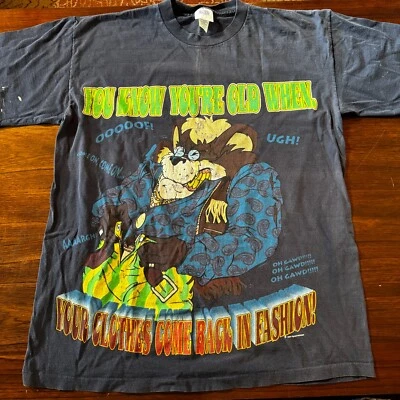 YOU KNOW YOU'RE OLD WHEN,
OOOOOF!
UGH!
AAARGH!
OH GAWD!!!!
OH GAWD!!!!
OH GAWD!!!!!
YOUR CLOTHES COME BACK IN FASHION!